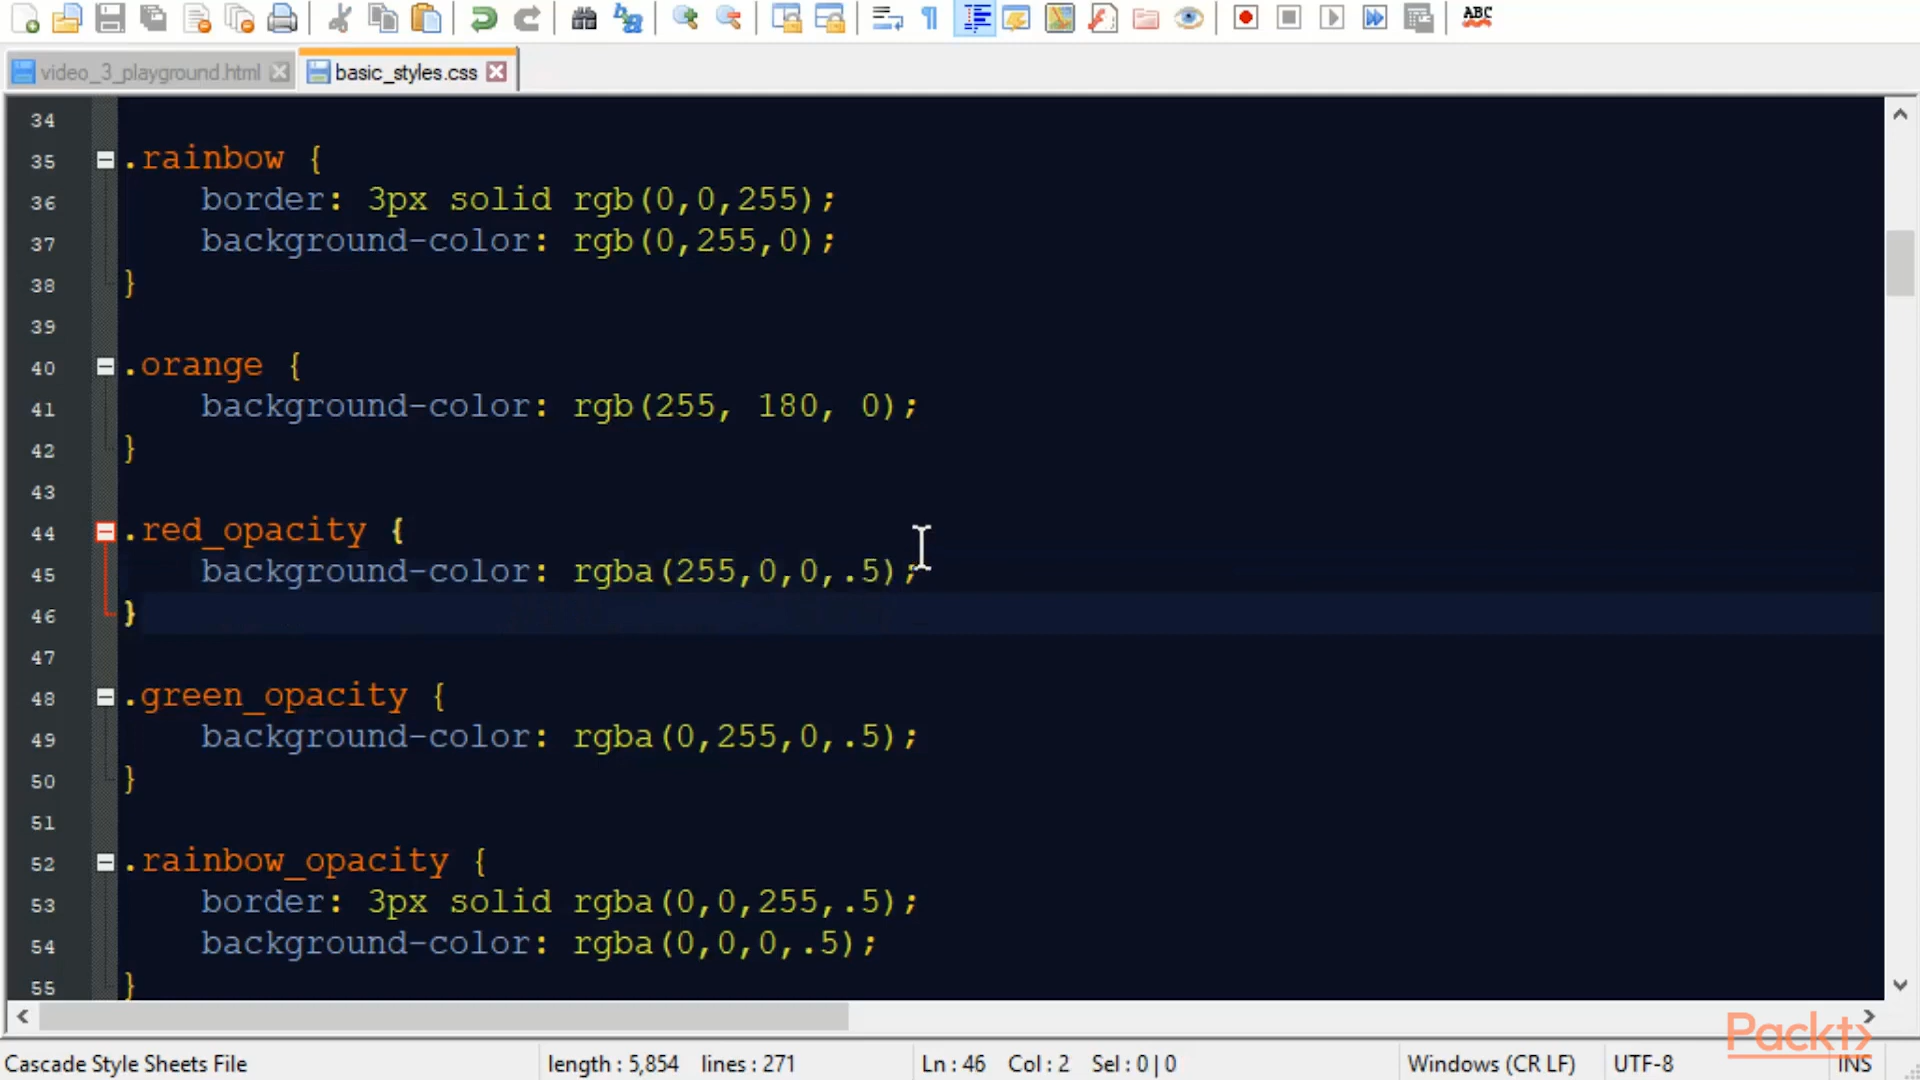 ABC
video_3_playground.html
basic_styles.css
34
35 .rainbow {
36 border: 3px solid rgb(0,0,255);
37 background-color: rgb(0,255,0);
38 }
39
40 .orange {
41 background-color: rgb(255, 180, 0);
42 }
43
44 .red_opacity {
45 background-color: rgba(255,0,0,.5);
46 }
47
48 .green_opacity {
49 background-color: rgba(0,255,0,.5);
50 }
51
52 .rainbow_opacity {
53 border: 3px solid rgba(0,0,255,.5);
54 background-color: rgba(0,0,0,.5);
55 }
Packt>
Cascade Style Sheets File length : 5,854 lines : 271 Ln : 46 Col : 2 Sel : 0 | 0 Windows (CR LF) UTF-8 INS